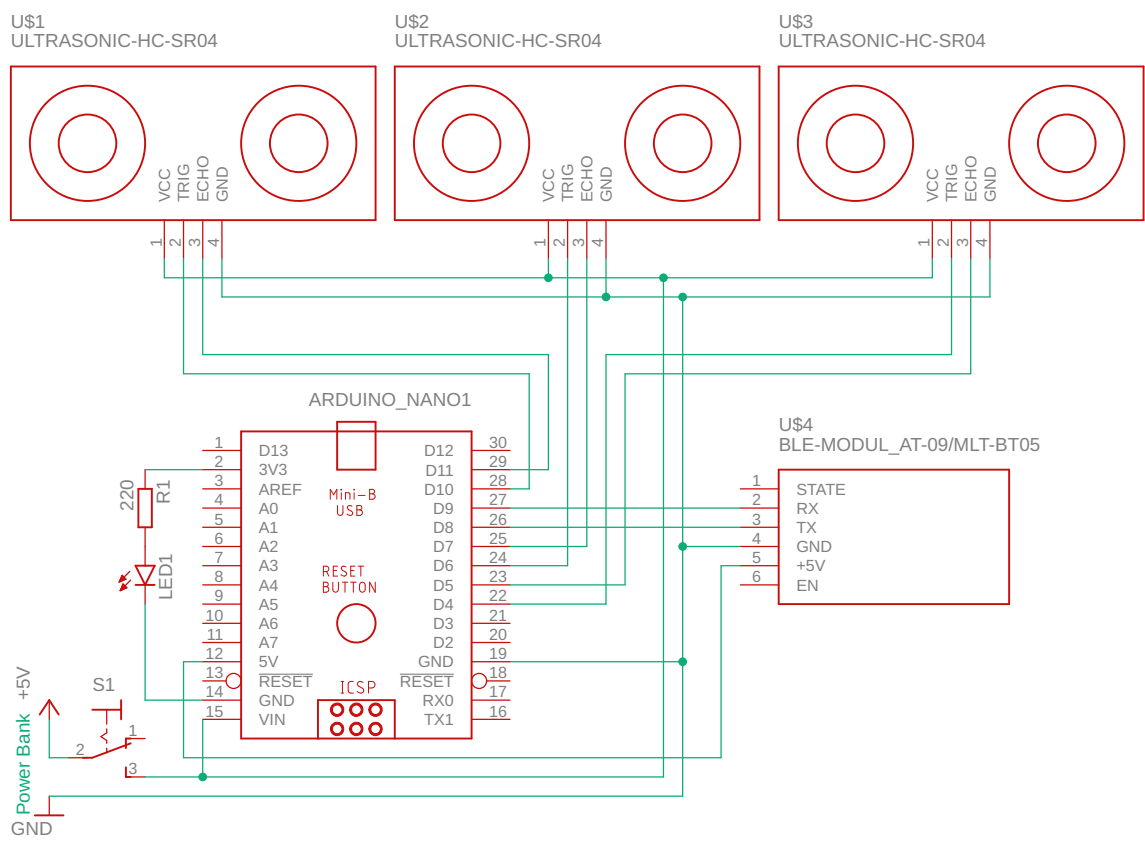 U$1
ULTRASONIC-HC-SR04
U$2
ULTRASONIC-HC-SR04
U$3
ULTRASONIC-HC-SR04
VCC
TRIG
ECHO
GND
1
2
3
4
VCC
TRIG
ECHO
GND
1
2
3
4
VCC
TRIG
ECHO
GND
1
2
3
4
ARDUINO_NANO1
1 D13
2 3V3
3 AREF
4 A0
5 A1
6 A2
7 A3
8 A4
9 A5
10 A6
11 A7
12 5V
13 RESET
14 GND
15 VIN
Mini-B
USB
RESET
BUTTON
ICSP
D12 30
D11 29
D10 28
D9 27
D8 26
D7 25
D6 24
D5 23
D4 22
D3 21
D2 20
GND 19
RESET 18
RX0 17
TX1 16
220
R1
LED1
U$4
BLE-MODUL_AT-09/MLT-BT05
1 STATE
2 RX
3 TX
4 GND
5 +5V
6 EN
S1
1
2
3
+5V
Power Bank
GND